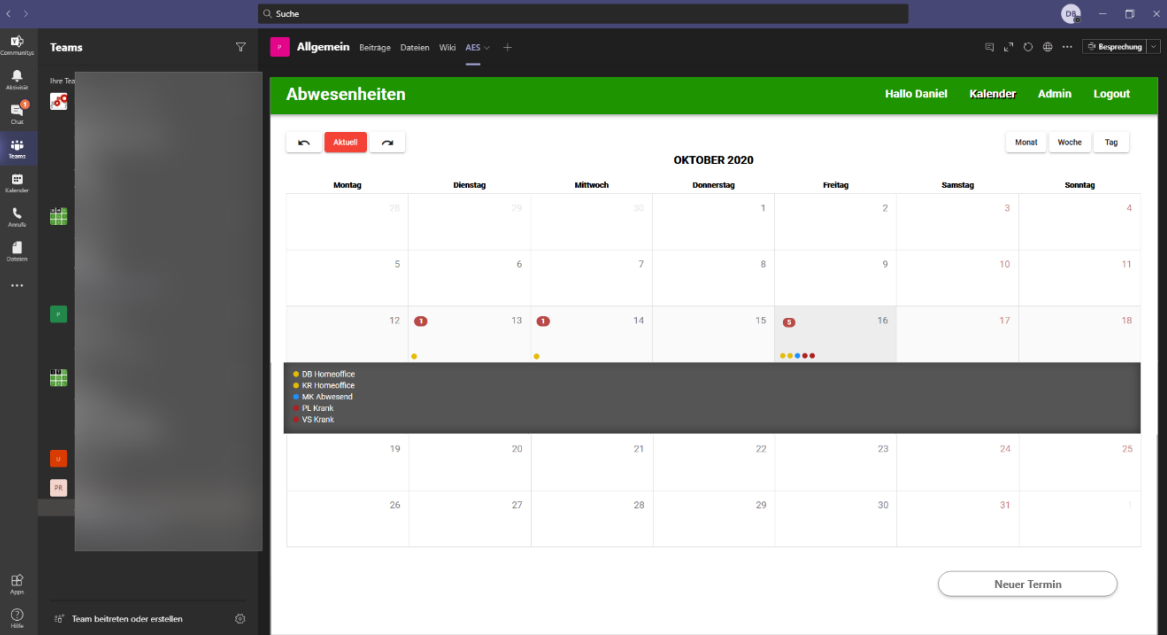 Suche
DB
Communitys
Aktivität
1
Chat
Teams
Kalender
Anrufe
Dateien
Apps
Hilfe
Teams
Ihre Tea
P
U
PR
Team beitreten oder erstellen
P Allgemein Beiträge Dateien Wiki AES
Besprechung
Abwesenheiten Hallo Daniel Kalender Admin Logout
Aktuell Monat Woche Tag
OKTOBER 2020
Montag Dienstag Mittwoch Donnerstag Freitag Samstag Sonntag
28 29 30 1 2 3 4
5 6 7 8 9 10 11
12 1 13 1 14 15 5 16 17 18
DB Homeoffice
KR Homeoffice
MK Abwesend
PL Krank
VS Krank
19 20 21 22 23 24 25
26 27 28 29 30 31 1
Neuer Termin